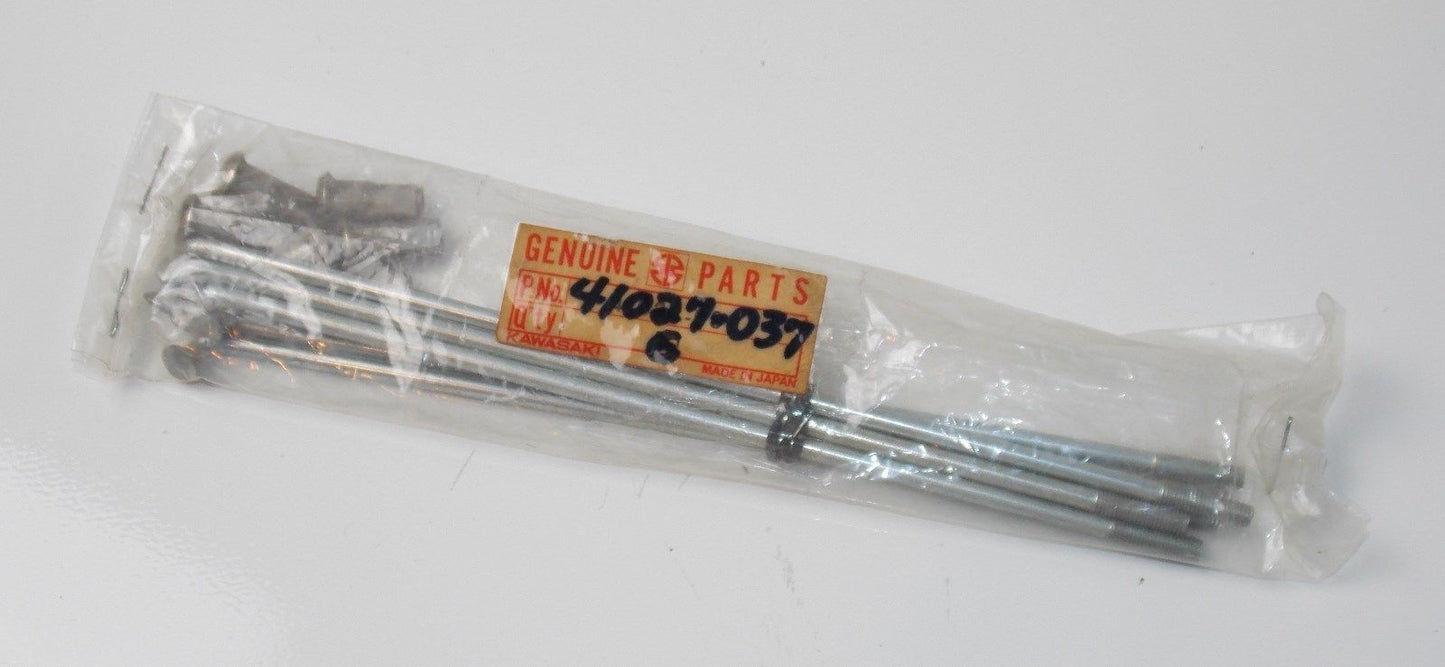 GENUINE PARTS
P.No. 41027-037
Q'ty. 6
KAWASAKI
MADE IN JAPAN